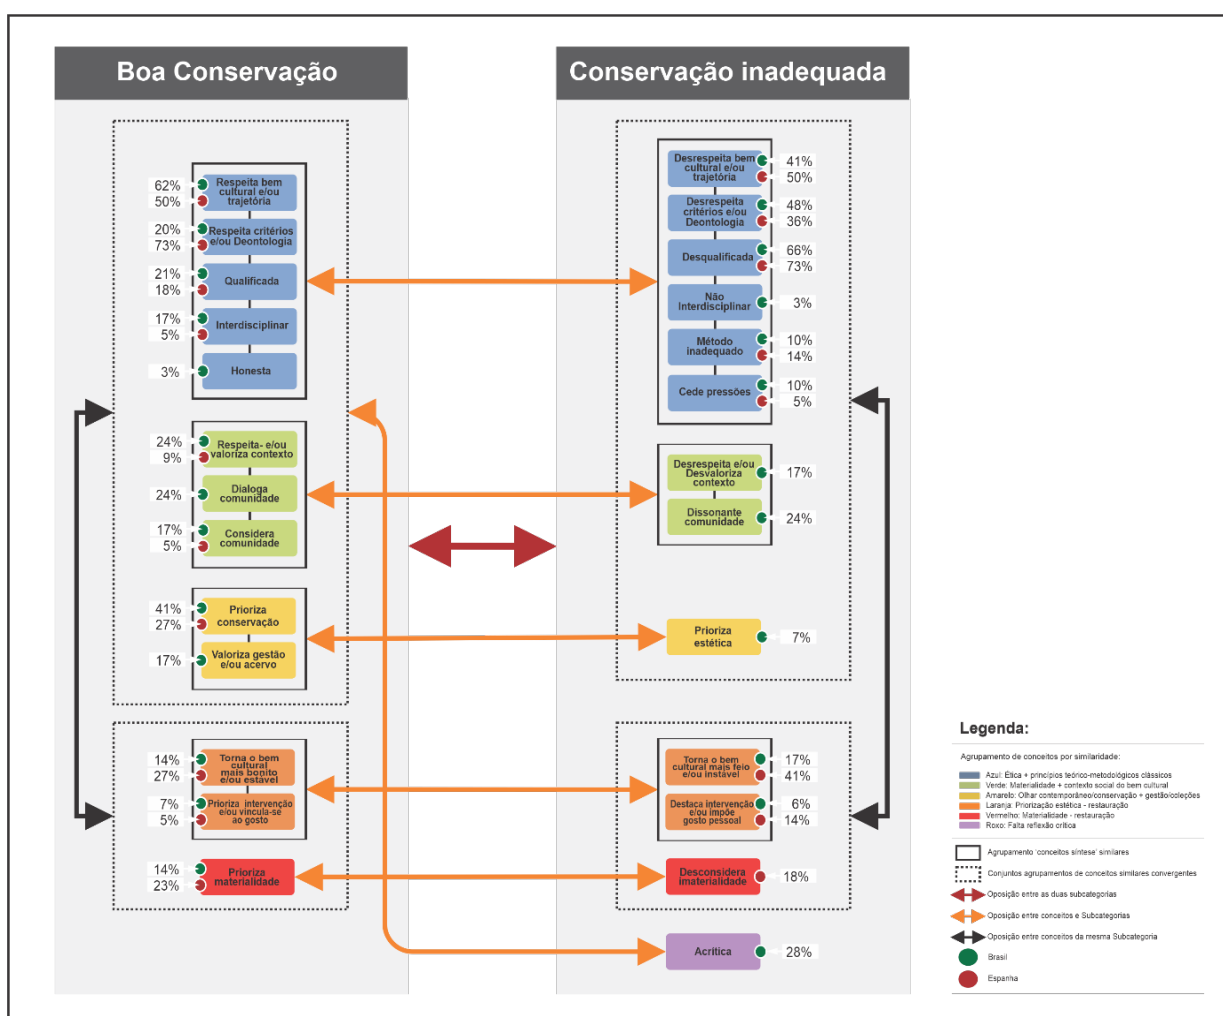 Boa Conservação
62%
50%
Respeita bem
cultural e/ou
trajetória
20%
73%
Respeita critérios
e/ou Deontologia
21%
18%
Qualificada
17%
5%
Interdisciplinar
3%
Honesta
24%
9%
Respeita- e/ou
valoriza contexto
24%
Dialoga
comunidade
17%
5%
Considera
comunidade
41%
27%
Prioriza
conservação
17%
Valoriza gestão
e/ou acervo
14%
27%
Torna o bem
cultural
mais bonito
e/ou estável
7%
5%
Prioriza intervenção
e/ou vincula-se
ao gosto
14%
23%
Prioriza
materialidade
Conservação inadequada
Desrespeita bem
cultural e/ou
trajetória
41%
50%
Desrespeita
critérios e/ou
Deontologia
48%
36%
Desqualificada
66%
73%
Não
Interdisciplinar
3%
Método
inadequado
10%
14%
Cede pressões
10%
5%
Desrespeita e/ou
Desvaloriza
contexto
17%
Dissonante
comunidade
24%
Prioriza
estética
7%
Torna o bem
cultural mais feio
e/ou instável
17%
41%
Destaca intervenção
e/ou impõe
gosto pessoal
6%
14%
Desconsidera
imaterialidade
18%
Acrítica
28%
Legenda:
Agrupamento de conceitos por similaridade:
Azul: Ética + princípios teórico-metodológicos clássicos
Verde: Materialidade + contexto social do bem cultural
Amarelo: Olhar contemporâneo/conservação + gestão/coleções
Laranja: Priorização estética - restauração
Vermelho: Materialidade - restauração
Roxo: Falta reflexão crítica
Agrupamento 'conceitos síntese' similares
Conjuntos agrupamentos de conceitos similares convergentes
Oposição entre as duas subcategorias
Oposição entre conceitos e Subcategorias
Oposição entre conceitos da mesma Subcategoria
Brasil
Espanha